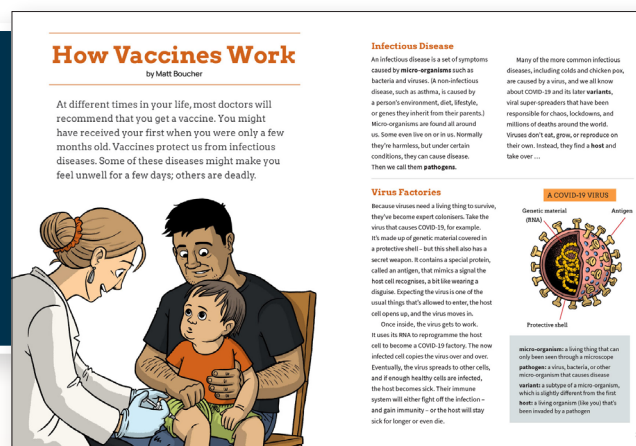 How Vaccines Work
by Matt Boucher
At different times in your life, most doctors will
recommend that you get a vaccine. You might
have received your first when you were only a few
months old. Vaccines protect us from infectious
diseases. Some of these diseases might make you
feel unwell for a few days; others are deadly.
Infectious Disease
An infectious disease is a set of symptoms
caused by micro-organisms such as
bacteria and viruses. (A non-infectious
disease, such as asthma, is caused by
a person's environment, diet, lifestyle,
or genes they inherit from their parents.)
Micro-organisms are found all around
us. Some even live on or in us. Normally
they're harmless, but under certain
conditions, they can cause disease.
Then we call them pathogens.
Many of the more common infectious
diseases, including colds and chicken pox,
are caused by a virus, and we all know
about COVID-19 and its later variants,
viral super-spreaders that have been
responsible for chaos, lockdowns, and
millions of deaths around the world.
Viruses don't eat, grow, or reproduce on
their own. Instead, they find a host and
take over …
Virus Factories
Because viruses need a living thing to survive,
they've become expert colonisers. Take the
virus that causes COVID-19, for example.
It's made up of genetic material covered in
a protective shell – but this shell also has a
secret weapon. It contains a special protein,
called an antigen, that mimics a signal the
host cell recognises, a bit like wearing a
disguise. Expecting the virus is one of the
usual things that's allowed to enter, the host
cell opens up, and the virus moves in.
Once inside, the virus gets to work.
It uses its RNA to reprogramme the host
cell to become a COVID-19 factory. The now
infected cell copies the virus over and over.
Eventually, the virus spreads to other cells,
and if enough healthy cells are infected,
the host becomes sick. Their immune
system will either fight off the infection –
and gain immunity – or the host will stay
sick for longer or even die.
A COVID-19 VIRUS
Genetic material
(RNA)
Antigen
Protective shell
micro-organism: a living thing that can
only been seen through a microscope
pathogen: a virus, bacteria, or other
micro-organism that causes disease
variant: a subtype of a micro-organism,
which is slightly different from the first
host: a living organism (like you) that's
been invaded by a pathogen